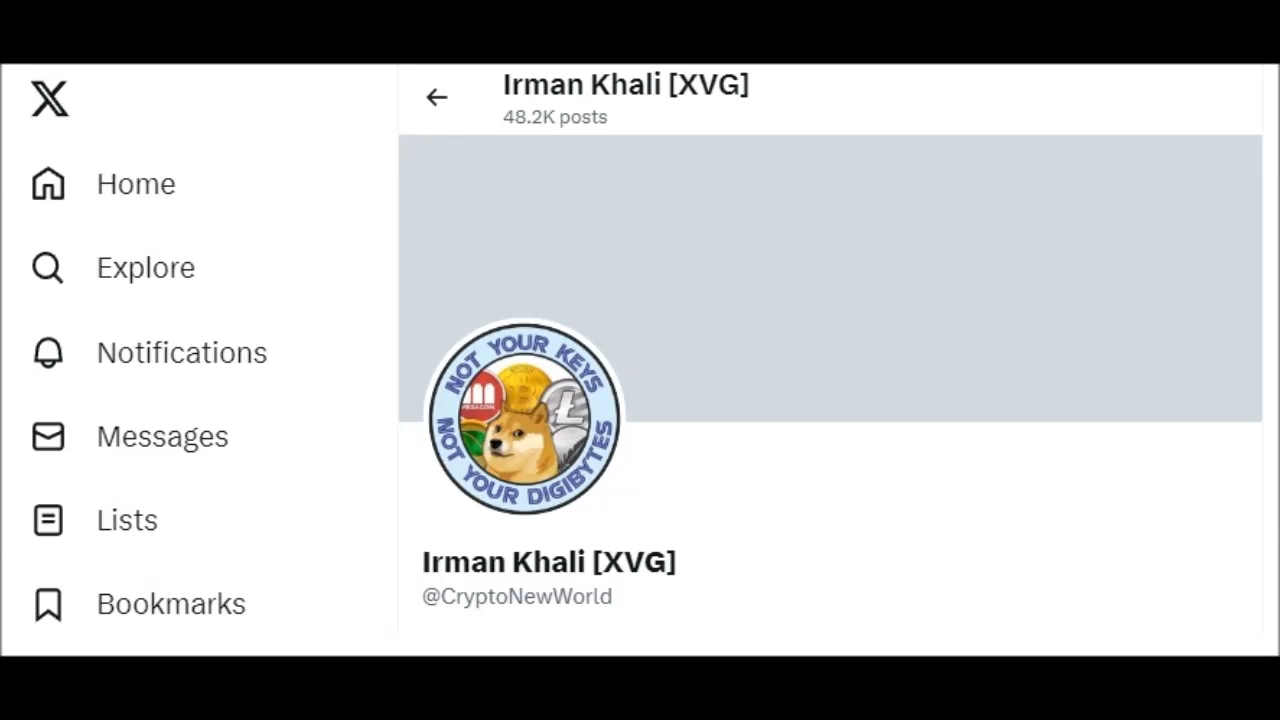 Irman Khali [XVG]
48.2K posts
Home
Explore
Notifications
Messages
Lists
Bookmarks
NOT YOUR KEYS
NOT YOUR DIGIBYTES
Irman Khali [XVG]
@CryptoNewWorld